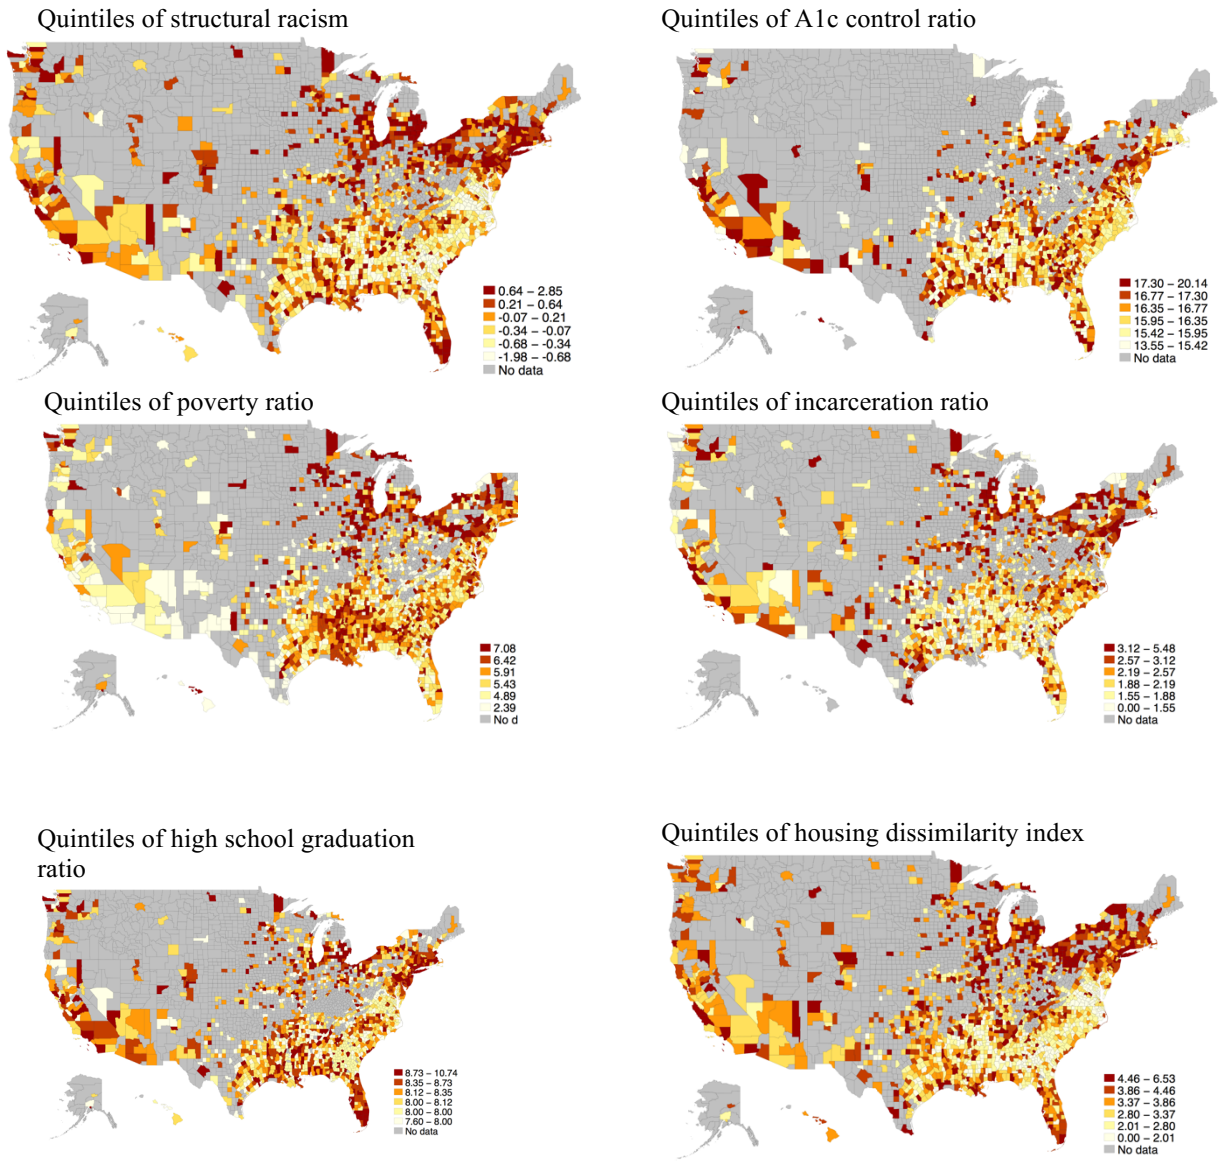 Quintiles of structural racism
0.64 – 2.85
0.21 – 0.64
-0.07 – 0.21
-0.34 – -0.07
-0.68 – -0.34
-1.98 – -0.68
No data
Quintiles of A1c control ratio
17.30 – 20.14
16.77 – 17.30
16.35 – 16.77
15.95 – 16.35
15.42 – 15.95
13.55 – 15.42
No data
Quintiles of poverty ratio
7.08
6.42
5.91
5.43
4.89
2.39
No d
Quintiles of incarceration ratio
3.12 – 5.48
2.57 – 3.12
2.19 – 2.57
1.88 – 2.19
1.55 – 1.88
0.00 – 1.55
No data
Quintiles of high school graduation
ratio
8.73 – 10.74
8.35 – 8.73
8.12 – 8.35
8.00 – 8.12
8.00 – 8.00
7.60 – 8.00
No data
Quintiles of housing dissimilarity index
4.46 – 6.53
3.86 – 4.46
3.37 – 3.86
2.80 – 3.37
2.01 – 2.80
0.00 – 2.01
No data